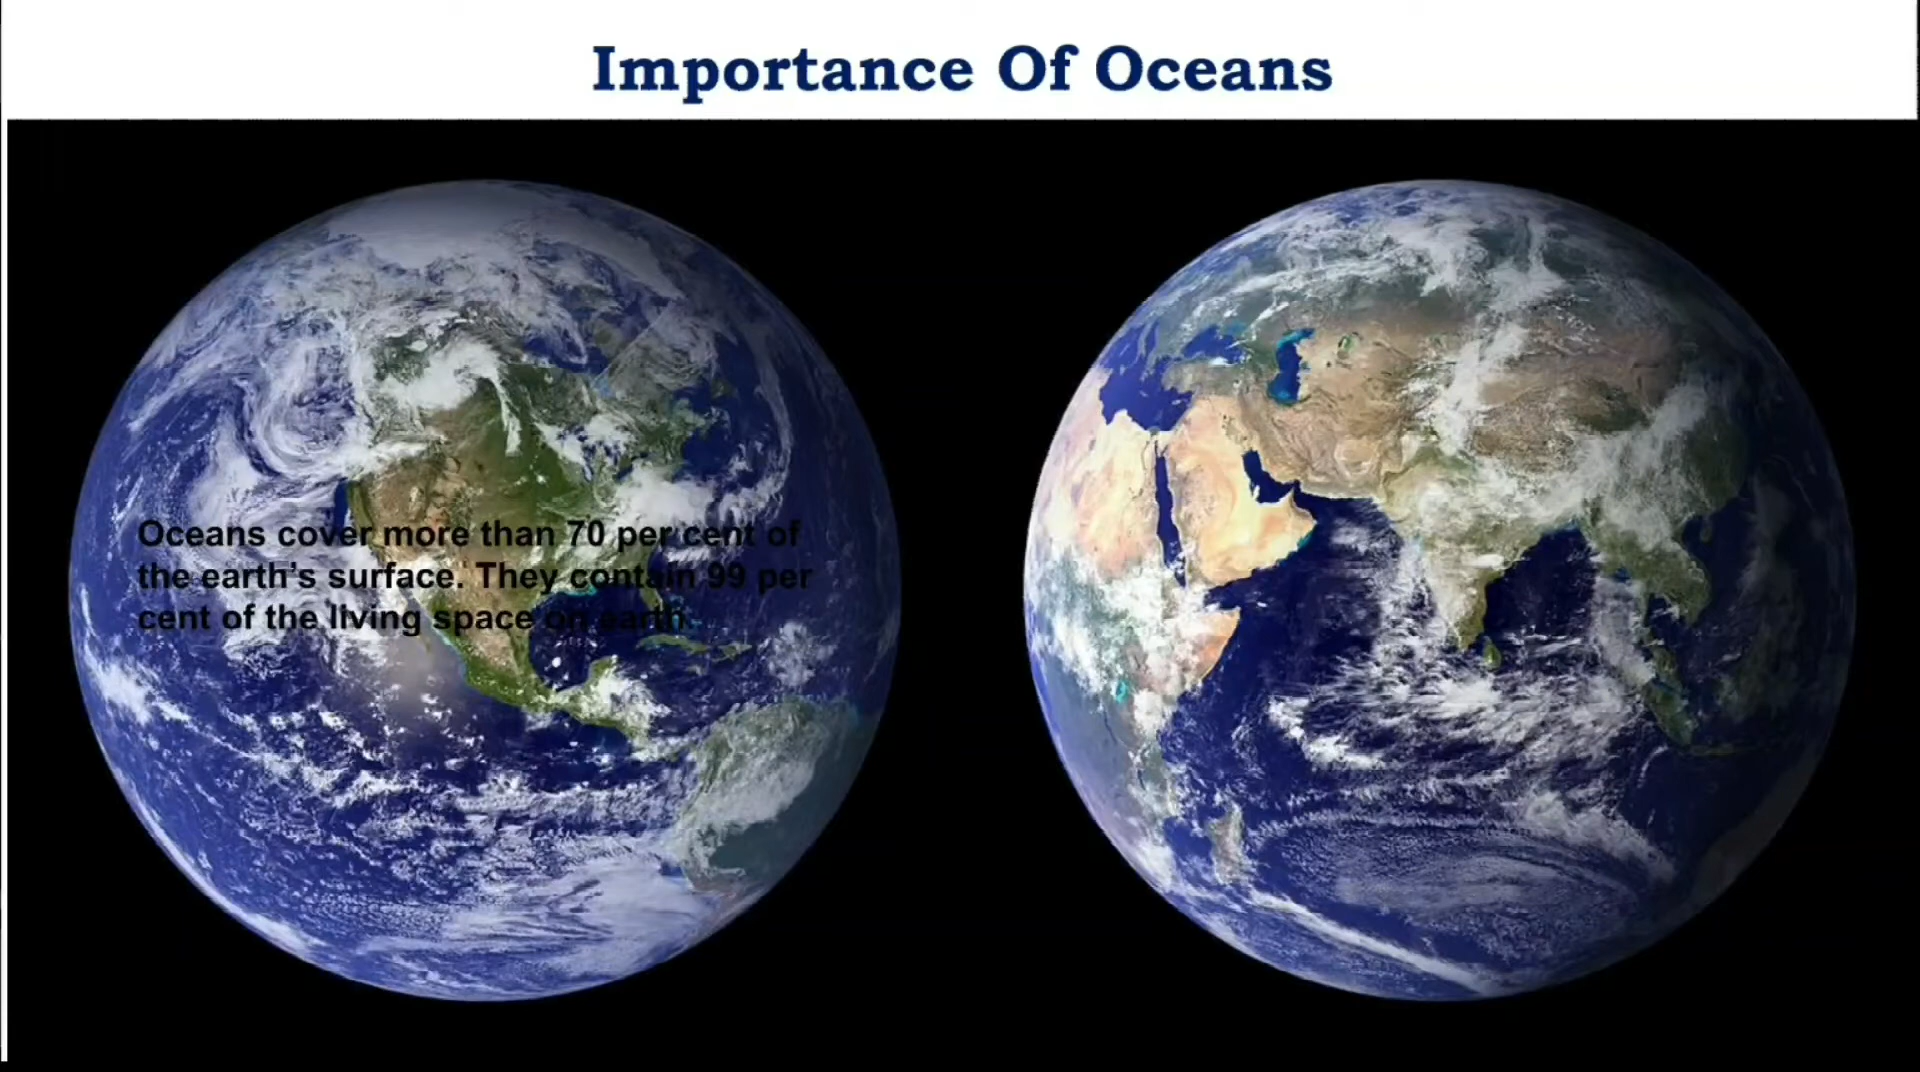 Importance Of Oceans
Oceans cover more than 70 per cent of
the earth's surface. They contain 99 per
cent of the living space on earth.